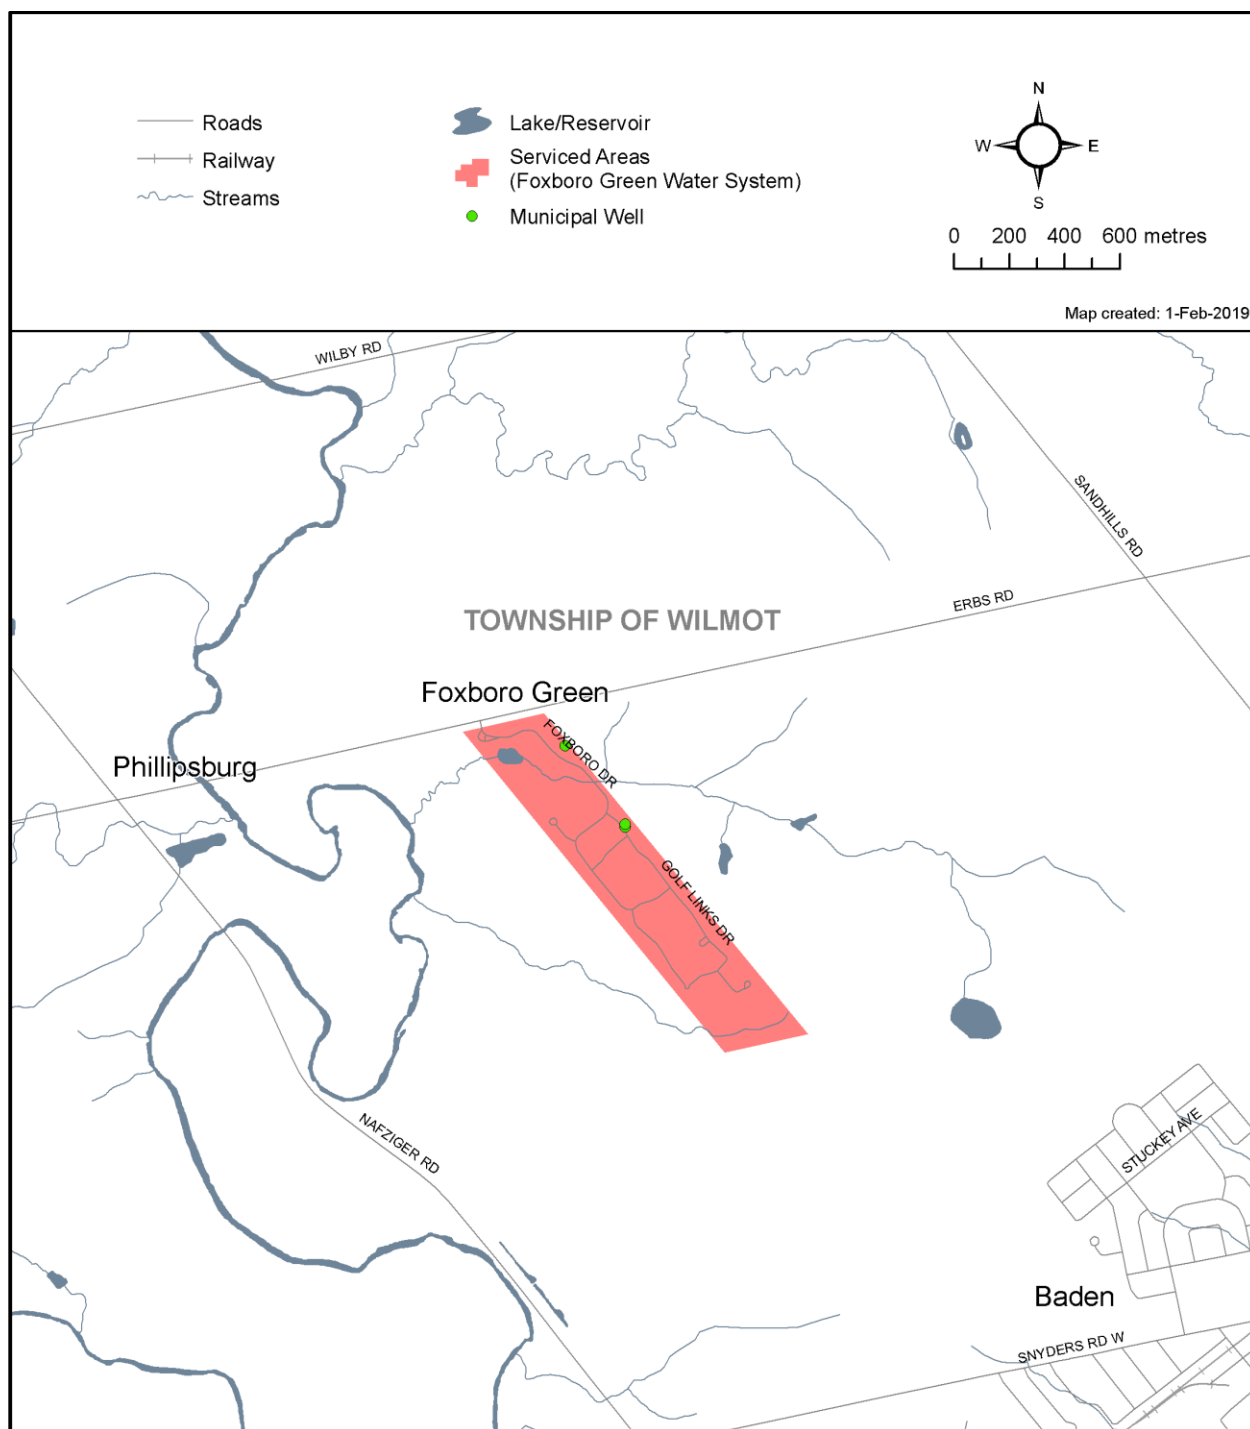 Roads
Railway
Streams
Lake/Reservoir
Serviced Areas
(Foxboro Green Water System)
Municipal Well
N
W
E
S
0 200 400 600 metres
Map created: 1-Feb-2019
WILBY RD
SANDHILLS RD
ERBS RD
TOWNSHIP OF WILMOT
Foxboro Green
FOXBORO DR
Phillipsburg
GOLF LINKS DR
NAFZIGER RD
STUCKEY AVE
Baden
SNYDERS RD W